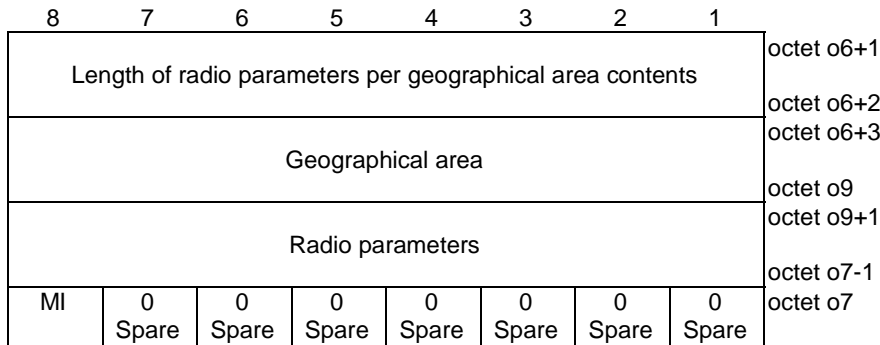 8 7 6 5 4 3 2 1
Length of radio parameters per geographical area contents
octet o6+1
octet o6+2
Geographical area
octet o6+3
octet o9
Radio parameters
octet o9+1
octet o7-1
MI 0 0 0 0 0 0 0 octet o7
Spare Spare Spare Spare Spare Spare Spare